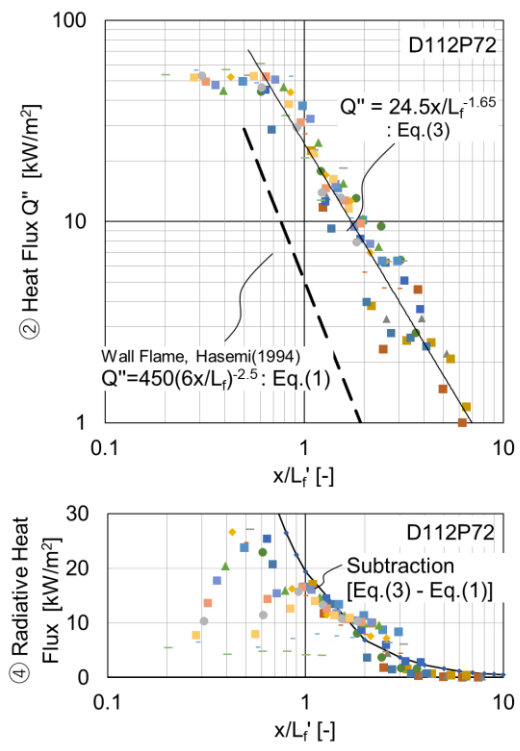 D112P72
② Heat Flux Q" [kW/m²]
100
10
1
Q" = 24.5x/Lf^-1.65
: Eq.(3)
Wall Flame, Hasemi(1994)
Q"=450(6x/Lf)^-2.5 : Eq.(1)
0.1 1 10
x/Lf' [-]
④ Radiative Heat
Flux [kW/m²]
30
20
10
0
D112P72
Subtraction
[Eq.(3) - Eq.(1)]
0.1 1 10
x/Lf' [-]